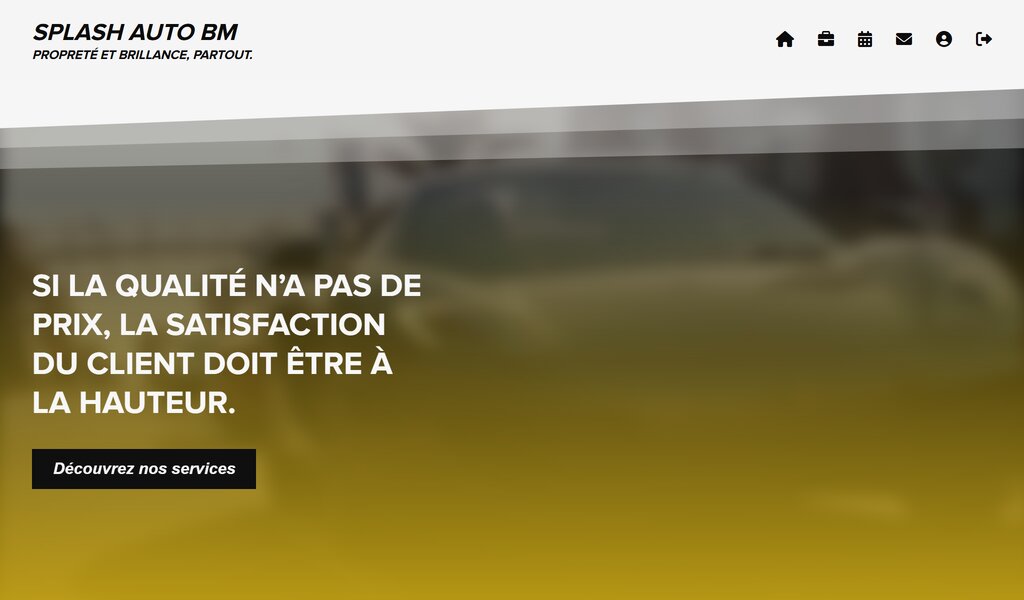 SPLASH AUTO BM
PROPRETÉ ET BRILLANCE, PARTOUT.
SI LA QUALITÉ N’A PAS DE
PRIX, LA SATISFACTION
DU CLIENT DOIT ÊTRE À
LA HAUTEUR.
Découvrez nos services